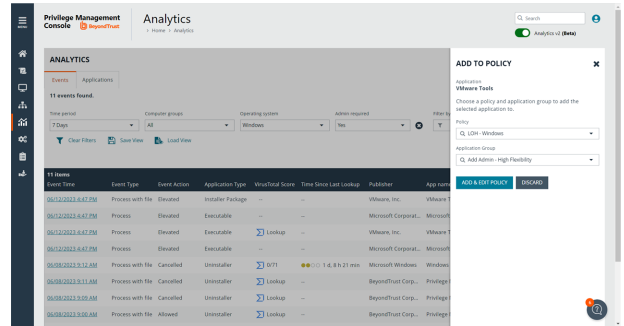 Privilege Management
Console BeyondTrust
Analytics
> Home > Analytics
Search
Analytics v2 (Beta)
ANALYTICS
Events Applications
11 events found.
Time period Computer groups Operating system Admin required Filter by
7 Days All Windows Yes
Clear Filters Save View Load View
11 items
Event Time Event Type Event Action Application Type VirusTotal Score Time Since Last Lookup Publisher App name
06/12/2023 4:47 PM Process with file Elevated Installer Package -- -- VMware, Inc. VMware T
06/12/2023 4:47 PM Process Elevated Executable -- -- Microsoft Corporat... Microsoft
06/12/2023 4:47 PM Process Elevated Executable Lookup -- VMware, Inc. VMware T
06/12/2023 4:47 PM Process Elevated Executable -- -- Microsoft Corporat... Microsoft
06/08/2023 9:12 AM Process with file Cancelled Uninstaller 0/71 1 d, 8 h 21 min Microsoft Windows Windows
06/08/2023 9:11 AM Process with file Cancelled Uninstaller Lookup -- BeyondTrust Corp... Privilege
06/08/2023 9:09 AM Process with file Cancelled Uninstaller Lookup -- BeyondTrust Corp... Privilege
06/08/2023 9:00 AM Process with file Allowed Uninstaller Lookup -- BeyondTrust Corp... Privilege
ADD TO POLICY
Application
VMware Tools
Choose a policy and application group to add the
selected application to.
Policy
LOH - Windows
Application Group
Add Admin - High Flexibility
ADD & EDIT POLICY DISCARD